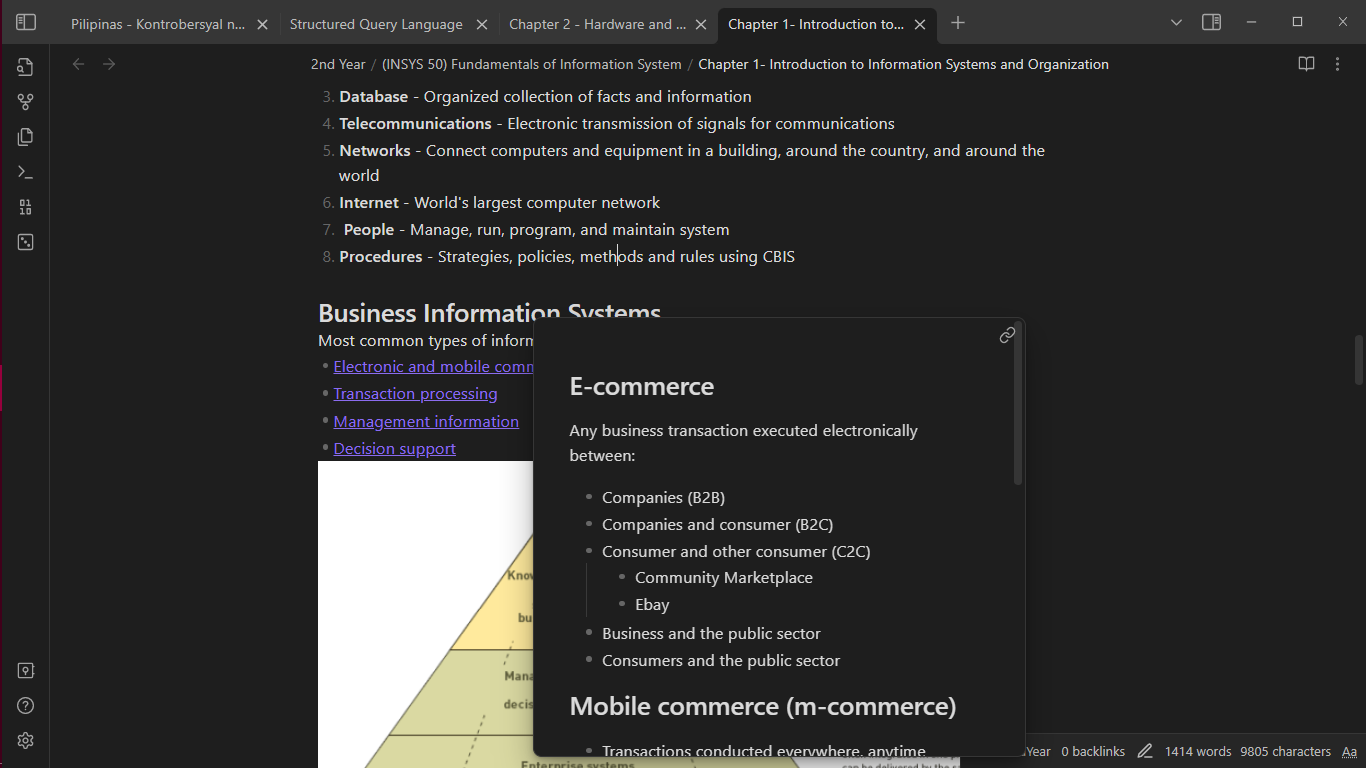 Pilipinas - Kontrobersyal n...
Structured Query Language
Chapter 2 - Hardware and ...
Chapter 1- Introduction to...
2nd Year / (INSYS 50) Fundamentals of Information System / Chapter 1- Introduction to Information Systems and Organization
3. Database - Organized collection of facts and information
4. Telecommunications - Electronic transmission of signals for communications
5. Networks - Connect computers and equipment in a building, around the country, and around the
world
6. Internet - World's largest computer network
7. People - Manage, run, program, and maintain system
8. Procedures - Strategies, policies, methods and rules using CBIS
Business Information Systems
Most common types of inform
Electronic and mobile comm
Transaction processing
Management information
Decision support
Know
bu
Mana
decis
Enterprise systems
E-commerce
Any business transaction executed electronically
between:
Companies (B2B)
Companies and consumer (B2C)
Consumer and other consumer (C2C)
Community Marketplace
Ebay
Business and the public sector
Consumers and the public sector
Mobile commerce (m-commerce)
Transactions conducted everywhere, anytime
can be delivered by the
Year 0 backlinks 1414 words 9805 characters Aa